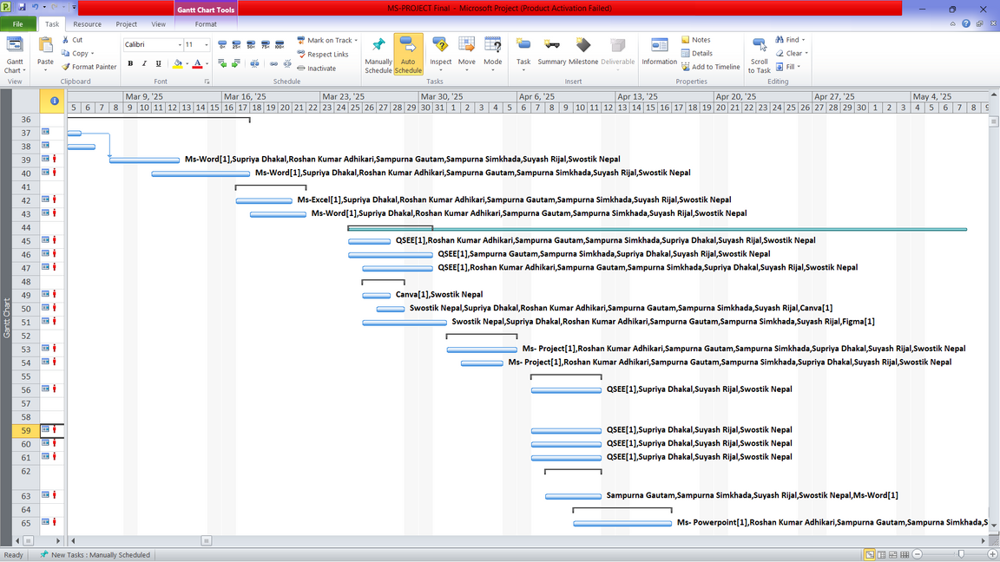 Gantt Chart Tools
MS-PROJECT Final - Microsoft Project (Product Activation Failed)
File Task Resource Project View Format
Gantt Chart
View
Paste
Cut
Copy
Format Painter
Clipboard
Calibri 11
B I U A
Font
0% 25% 50% 75% 100%
Mark on Track
Respect Links
Inactivate
Schedule
Manually Schedule
Auto Schedule
Inspect
Move
Mode
Tasks
Task
Summary
Milestone
Deliverable
Insert
Information
Notes
Details
Add to Timeline
Properties
Scroll to Task
Find
Clear
Fill
Editing
Mar 9, '25 Mar 16, '25 Mar 23, '25 Mar 30, '25 Apr 6, '25 Apr 13, '25 Apr 20, '25 Apr 27, '25 May 4, '25
5 6 7 8 9 10 11 12 13 14 15 16 17 18 19 20 21 22 23 24 25 26 27 28 29 30 31 1 2 3 4 5 6 7 8 9 10 11 12 13 14 15 16 17 18 19 20 21 22 23 24 25 26 27 28 29 30 1 2 3 4 5 6 7 8 9
Gantt Chart
36
37
38
39 Ms-Word[1],Supriya Dhakal,Roshan Kumar Adhikari,Sampurna Gautam,Sampurna Simkhada,Suyash Rijal,Swostik Nepal
40 Ms-Word[1],Supriya Dhakal,Roshan Kumar Adhikari,Sampurna Gautam,Sampurna Simkhada,Suyash Rijal,Swostik Nepal
41
42 Ms-Excel[1],Supriya Dhakal,Roshan Kumar Adhikari,Sampurna Gautam,Sampurna Simkhada,Suyash Rijal,Swostik Nepal
43 Ms-Word[1],Supriya Dhakal,Roshan Kumar Adhikari,Sampurna Gautam,Sampurna Simkhada,Suyash Rijal,Swostik Nepal
44
45 QSEE[1],Roshan Kumar Adhikari,Sampurna Gautam,Sampurna Simkhada,Supriya Dhakal,Suyash Rijal,Swostik Nepal
46 QSEE[1],Sampurna Gautam,Sampurna Simkhada,Supriya Dhakal,Suyash Rijal,Swostik Nepal
47 QSEE[1],Roshan Kumar Adhikari,Sampurna Gautam,Sampurna Simkhada,Supriya Dhakal,Suyash Rijal,Swostik Nepal
48
49 Canva[1],Swostik Nepal
50 Swostik Nepal,Supriya Dhakal,Roshan Kumar Adhikari,Sampurna Gautam,Sampurna Simkhada,Suyash Rijal,Canva[1]
51 Swostik Nepal,Supriya Dhakal,Roshan Kumar Adhikari,Sampurna Gautam,Sampurna Simkhada,Suyash Rijal,Figma[1]
52
53 Ms- Project[1],Roshan Kumar Adhikari,Sampurna Gautam,Sampurna Simkhada,Supriya Dhakal,Suyash Rijal,Swostik Nepal
54 Ms- Project[1],Roshan Kumar Adhikari,Sampurna Gautam,Sampurna Simkhada,Supriya Dhakal,Suyash Rijal,Swostik Nepal
55
56 QSEE[1],Supriya Dhakal,Suyash Rijal,Swostik Nepal
57
58
59 QSEE[1],Supriya Dhakal,Suyash Rijal,Swostik Nepal
60 QSEE[1],Supriya Dhakal,Suyash Rijal,Swostik Nepal
61 QSEE[1],Supriya Dhakal,Suyash Rijal,Swostik Nepal
62
63 Sampurna Gautam,Sampurna Simkhada,Suyash Rijal,Swostik Nepal,Ms-Word[1]
64
65 Ms- Powerpoint[1],Roshan Kumar Adhikari,Sampurna Gautam,Sampurna Simkhada,S
Ready New Tasks : Manually Scheduled